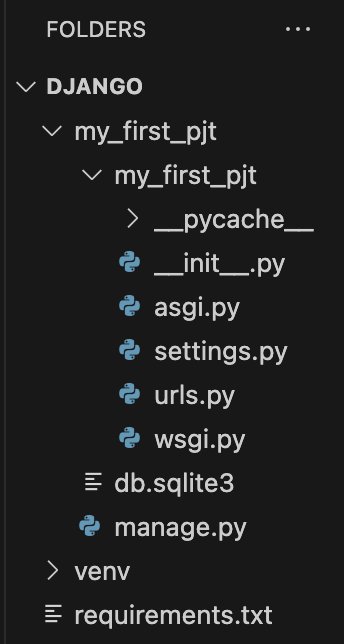 FOLDERS
DJANGO
my_first_pjt
my_first_pjt
__pycache__
__init__.py
asgi.py
settings.py
urls.py
wsgi.py
db.sqlite3
manage.py
venv
requirements.txt